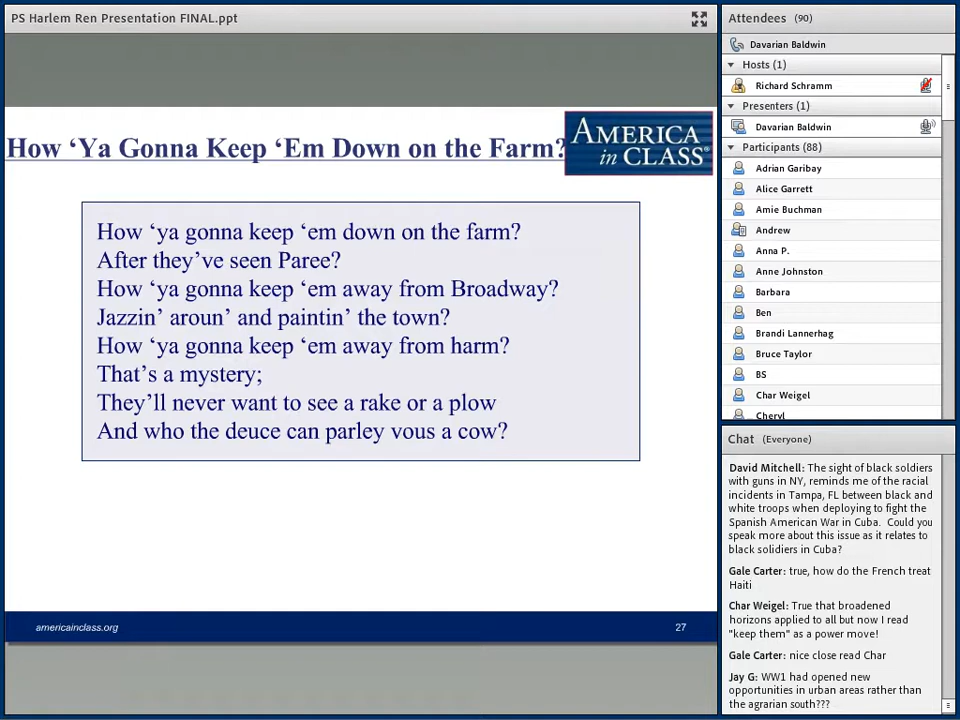 PS Harlem Ren Presentation FINAL.ppt
How ‘Ya Gonna Keep ‘Em Down on the Farm?
AMERICA
in CLASS®
How ‘ya gonna keep ‘em down on the farm?
After they’ve seen Paree?
How ‘ya gonna keep ‘em away from Broadway?
Jazzin’ aroun’ and paintin’ the town?
How ‘ya gonna keep ‘em away from harm?
That’s a mystery;
They’ll never want to see a rake or a plow
And who the deuce can parley vous a cow?
americainclass.org
27
Attendees (90)
Davarian Baldwin
Hosts (1)
Richard Schramm
Presenters (1)
Davarian Baldwin
Participants (88)
Adrian Garibay
Alice Garrett
Amie Buchman
Andrew
Anna P.
Anne Johnston
Barbara
Ben
Brandi Lannerhag
Bruce Taylor
BS
Char Weigel
Cheryl
Chat (Everyone)
David Mitchell: The sight of black soldiers
with guns in NY, reminds me of the racial
incidents in Tampa, FL between black and
white troops when deploying to fight the
Spanish American War in Cuba. Could you
speak more about this issue as it relates to
black solidiers in Cuba?
Gale Carter: true, how do the French treat
Haiti
Char Weigel: True that broadened
horizons applied to all but now I read
"keep them" as a power move!
Gale Carter: nice close read Char
Jay G: WW1 had opened new
opportunities in urban areas rather than
the agrarian south???